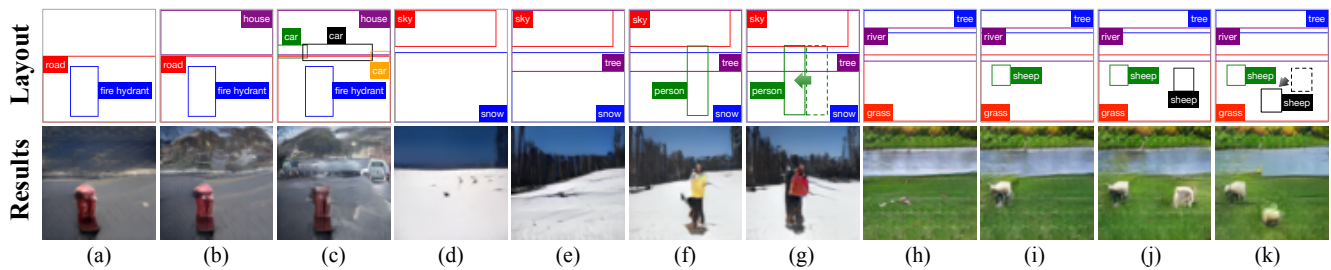 Layout
road
fire hydrant
house
road
fire hydrant
house
car
car
car
fire hydrant
sky
snow
sky
tree
snow
sky
tree
person
snow
sky
tree
person
snow
tree
river
grass
tree
river
sheep
grass
tree
river
sheep
sheep
grass
tree
river
sheep
sheep
grass
Results
(a) (b) (c) (d) (e) (f) (g) (h) (i) (j) (k)